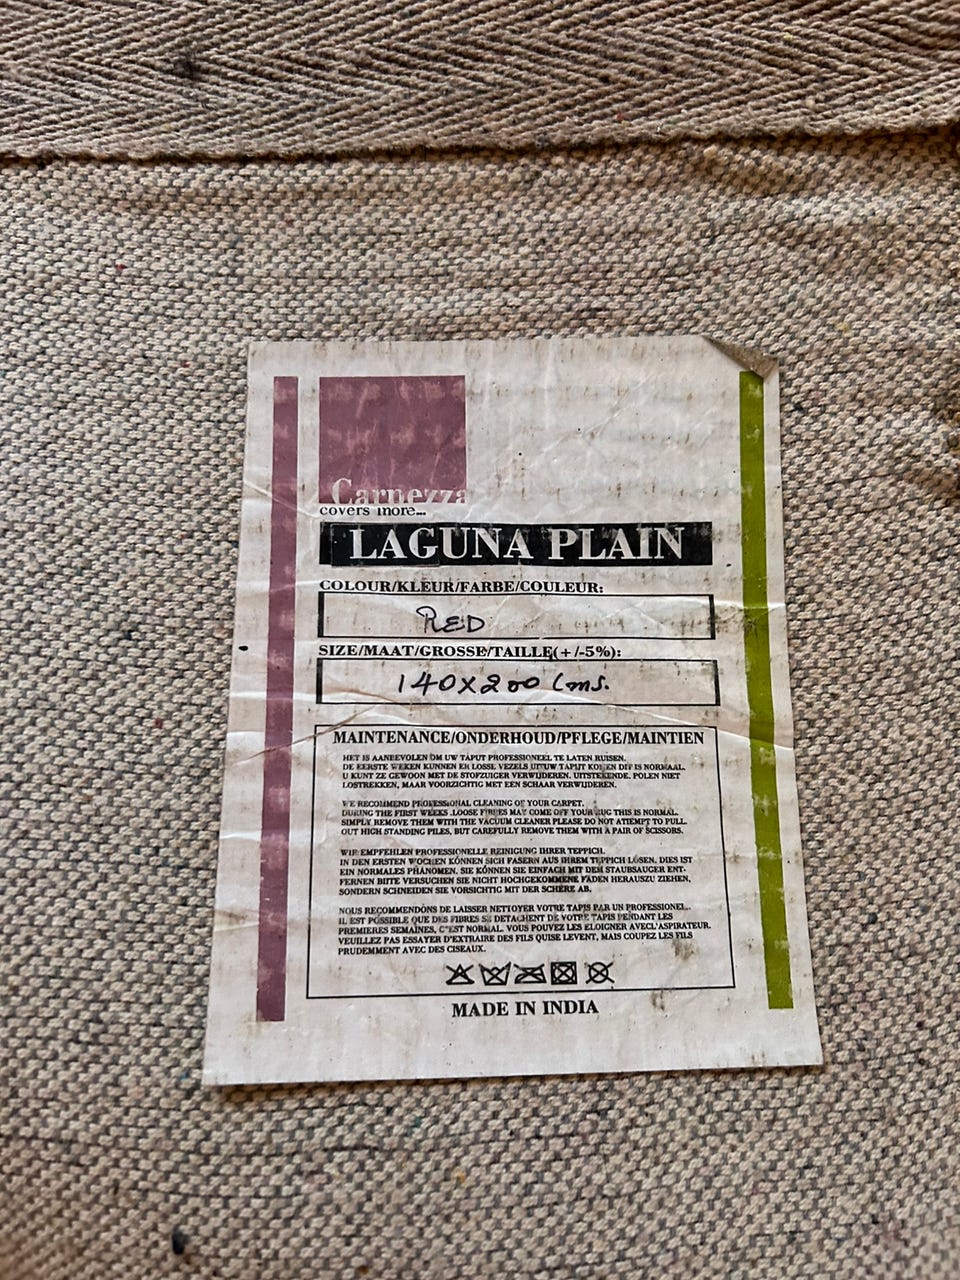 Carnezza
covers more...
LAGUNA PLAIN
COLOUR/KLEUR/FARBE/COULEUR:
RED
SIZE/MAAT/GROSSE/TAILLE(+/-5%):
140x200 Cms.
MAINTENANCE/ONDERHOUD/PFLEGE/MAINTIEN
HET IS AANBEVOLEN OM UW TAPUT PROFESSIONEEL TE LATEN RUISEN.
DE EERSTE WEKEN KUNNEN ER LOSSE VEZELS UIT UW TAPIJT KOMEN DIT IS NORMAAL.
U KUNT ZE GEWOON MET DE STOFZUIGER VERWIJDEREN. UITSTEKENDE. POLEN NIET
LOSTREKKEN, MAAR VOORZICHTIG MET EEN SCHAAR VERWIJDEREN.
WE RECOMMEND PROFESSIONAL CLEANING OF YOUR CARPET.
DURING THE FIRST WEEKS .LOOSE FIBRES MAY COME OFF YOUR RUG THIS IS NORMAL.
SIMPLY REMOVE THEM WITH THE VACUUM CLEANER PLEASE DO NOT ATTEMPT TO PULL
OUT HIGH STANDING PILES, BUT CAREFULLY REMOVE THEM WITH A PAIR OF SCISSORS.
WIR EMPFEHLEN PROFESSIONELLE REINIGUNG IHRER TEPPICH.
IN DEN ERSTEN WOCHEN KÖNNEN SICH FASERN AUS IHREM TEPPICH LÖSEN. DIES IST
EIN NORMALES PHÄNOMEN. SIE KÖNNEN SIE EINFACH MIT DEM STAUBSAUGER ENT-
FERNEN BITTE VERSUCHEN SIE NICHT HOCHGEKOMMENE FÄDEN HERAUSZU ZIEHEN,
SONDERN SCHNEIDEN SIE VORSICHTIG MIT DER SCHERE AB.
NOUS RECOMMENDONS DE LAISSER NETTOYER VOTRE TAPIS PAR UN PROFESSIONEL.
IL EST POSSIBLE QUE DES FIBRES SE DETACHENT DE VOTRE TAPIS PENDANT LES
PREMIERES SEMAINES, C'EST NORMAL. VOUS POUVEZ LES ELOIGNER AVECL'ASPIRATEUR.
VEUILLEZ PAS ESSAYER D'EXTRAIRE DES FILS QUISE LEVENT, MAIS COUPEZ LES FILS
PRUDEMMENT AVEC DES CISEAUX.
MADE IN INDIA